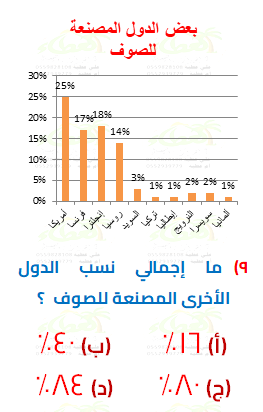 بعض الدول المصنعة
للصوف
30%
25%
20%
15%
10%
5%
0%
25% 17% 18% 14% 3% 1% 1% 2% 2% 1%
أمريكا فرنسا إنجلترا روسيا السويد تركيا إيطاليا النرويج سويسرا ألمانيا
٩) ما إجمالي نسب الدول
الأخرى المصنعة للصوف ؟
(أ) ١٦٪ (ب) ٤٠٪
(ج) ٨٠٪ (د) ٨٤٪